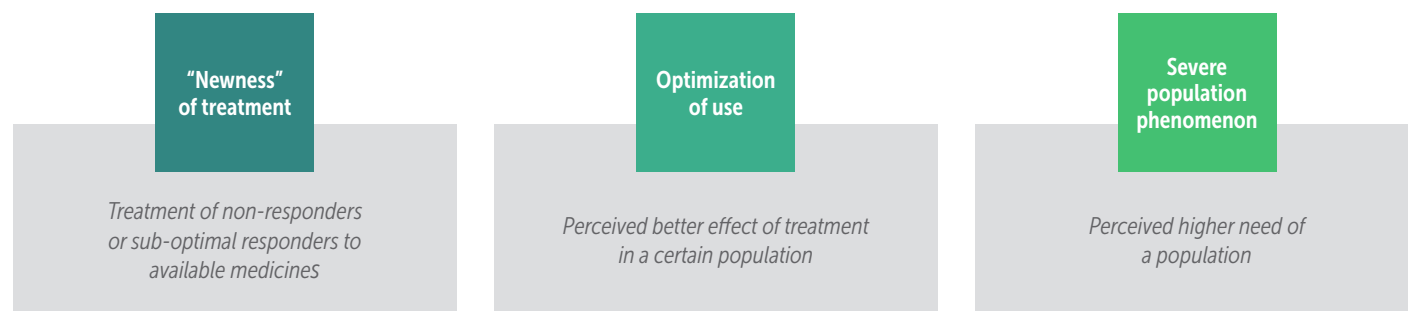 “Newness”
of treatment
Treatment of non-responders
or sub-optimal responders to
available medicines
Optimization
of use
Perceived better effect of treatment
in a certain population
Severe
population
phenomenon
Perceived higher need of
a population